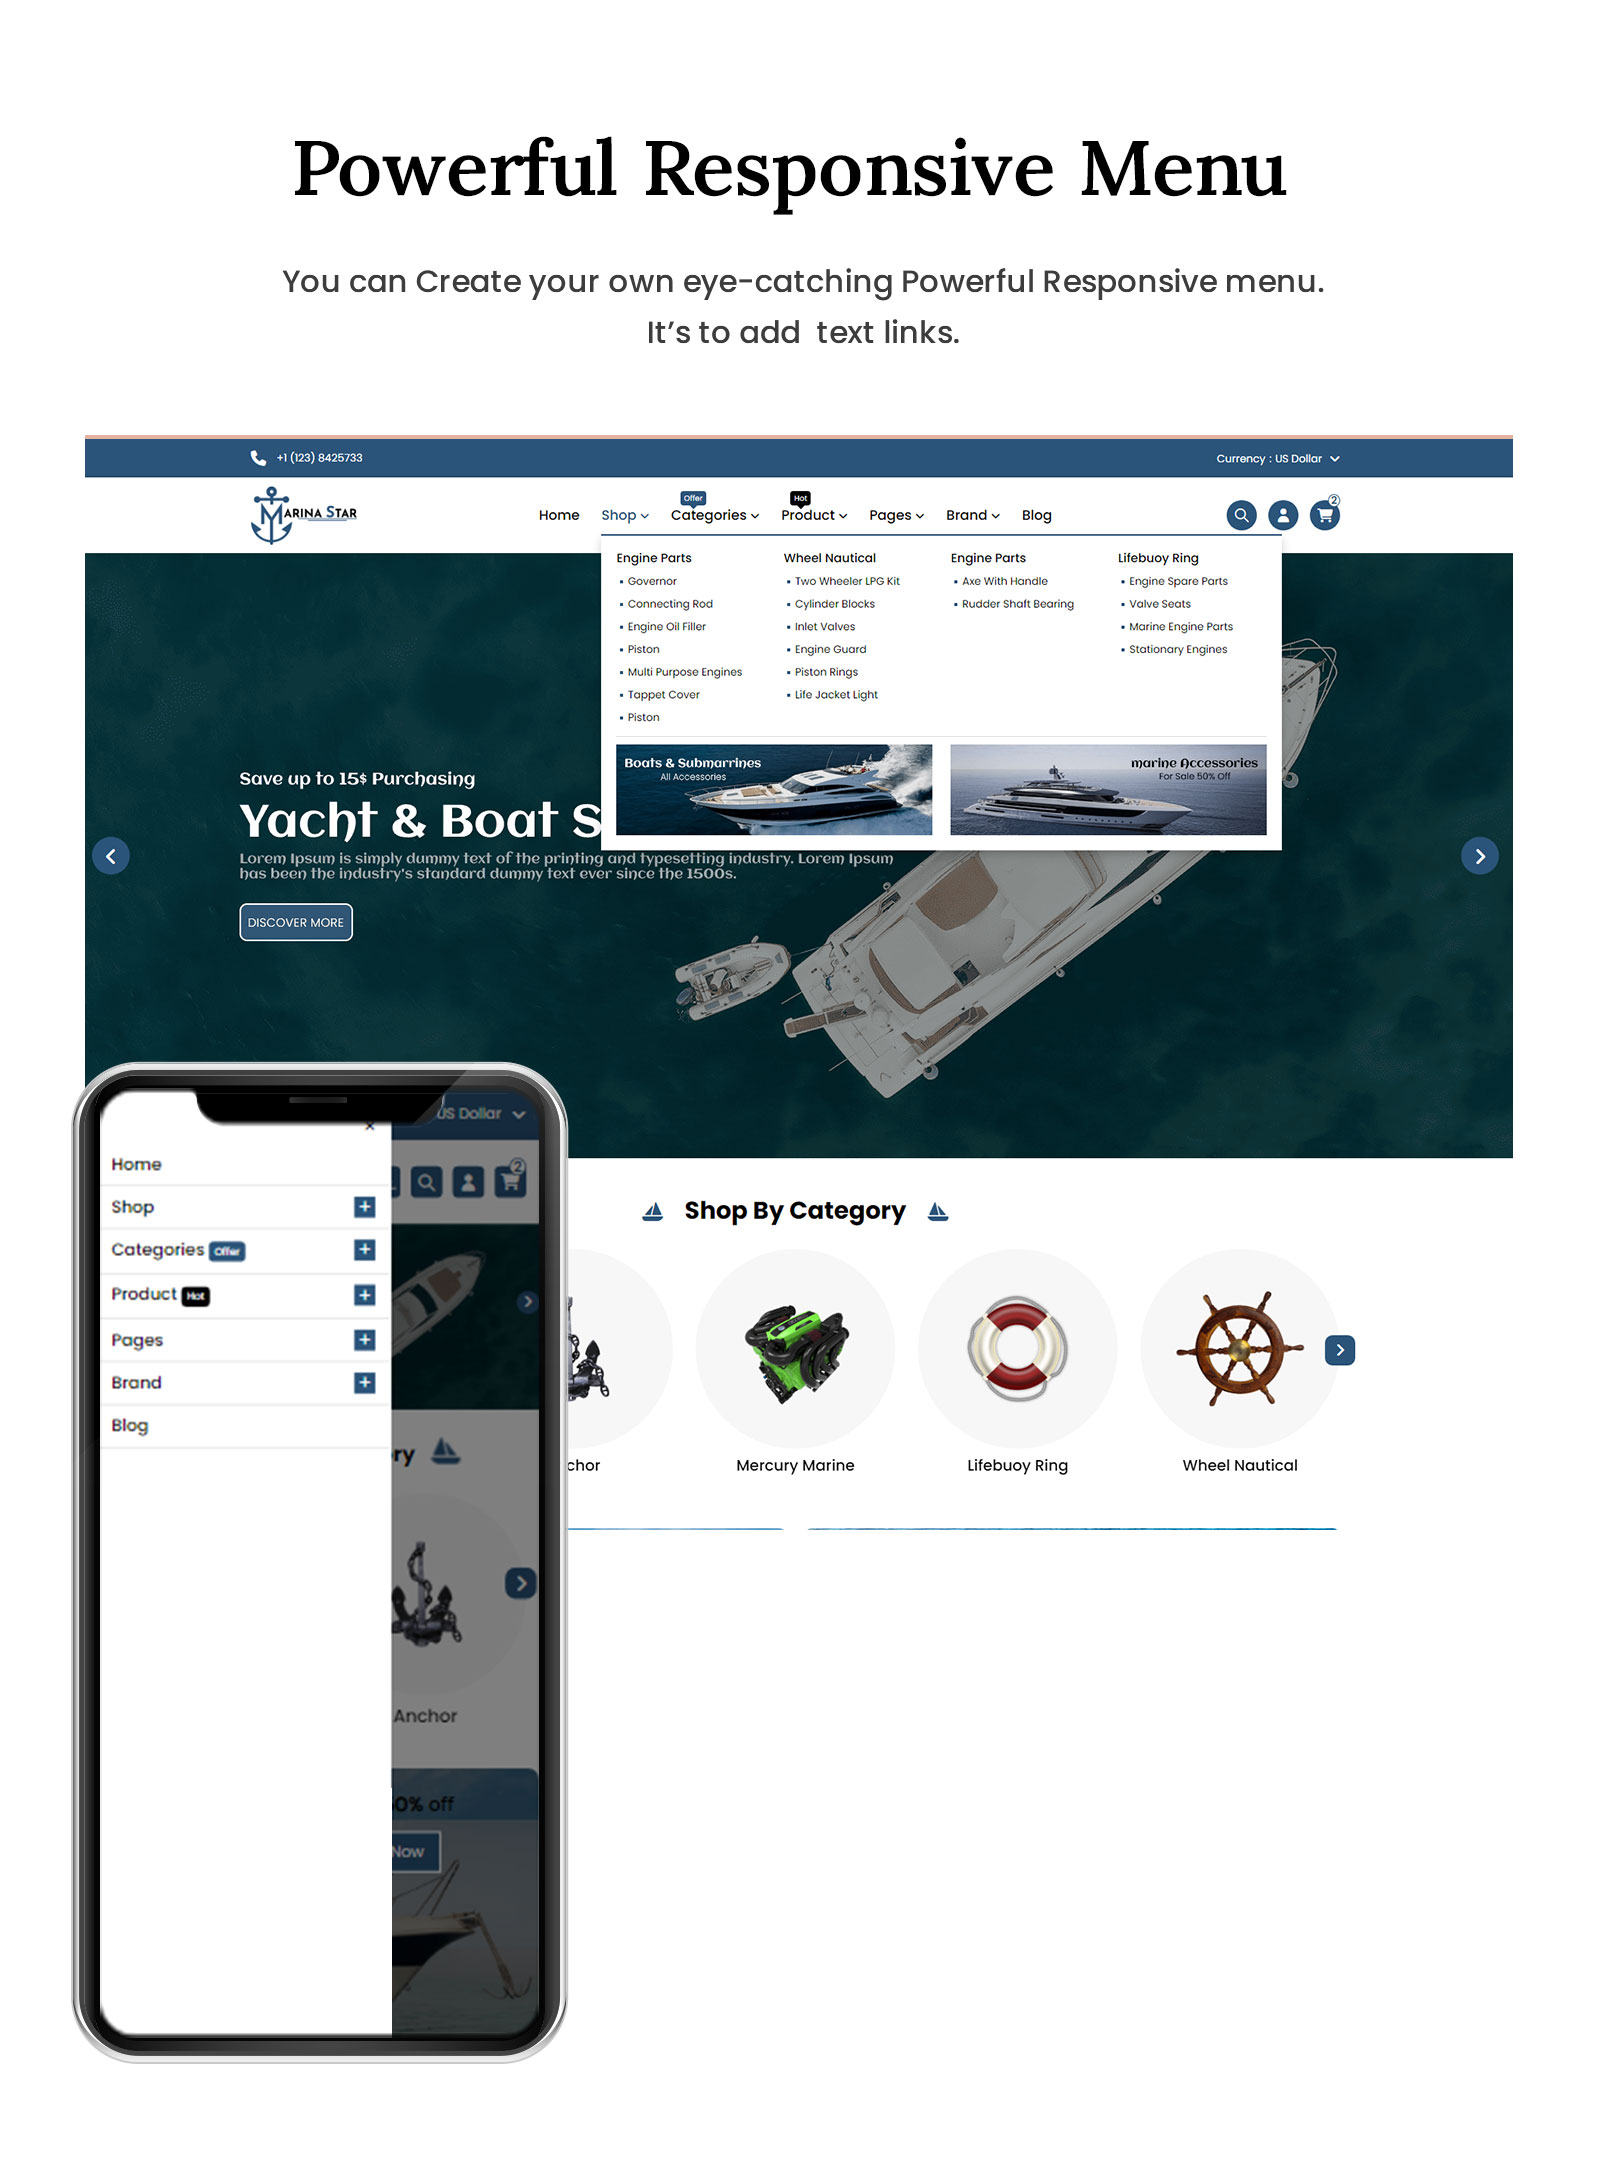 Powerful Responsive Menu
You can Create your own eye-catching Powerful Responsive menu.
It's to add text links.
+1 (123) 8425733
Currency : US Dollar
MARINA STAR
Offer
Hot
Home Shop Categories Product Pages Brand Blog
2
Engine Parts
Governor
Connecting Rod
Engine Oil Filler
Piston
Multi Purpose Engines
Tappet Cover
Piston
Wheel Nautical
Two Wheeler LPG Kit
Cylinder Blocks
Inlet Valves
Engine Guard
Piston Rings
Life Jacket Light
Engine Parts
Axe With Handle
Rudder Shaft Bearing
Lifebuoy Ring
Engine Spare Parts
Valve Seats
Marine Engine Parts
Stationary Engines
Boats & Submarrines
All Accessories
marine Accessories
For Sale 50% Off
Save up to 15$ Purchasing
Yacht & Boat S
Lorem Ipsum is simply dummy text of the printing and typesetting industry. Lorem Ipsum
has been the industry's standard dummy text ever since the 1500s.
DISCOVER MORE
Shop By Category
chor
Mercury Marine
Lifebuoy Ring
Wheel Nautical
US Dollar
2
Home
Shop
Categories Offer
Product Hot
Pages
Brand
Blog
ry
Anchor
0% off
Now